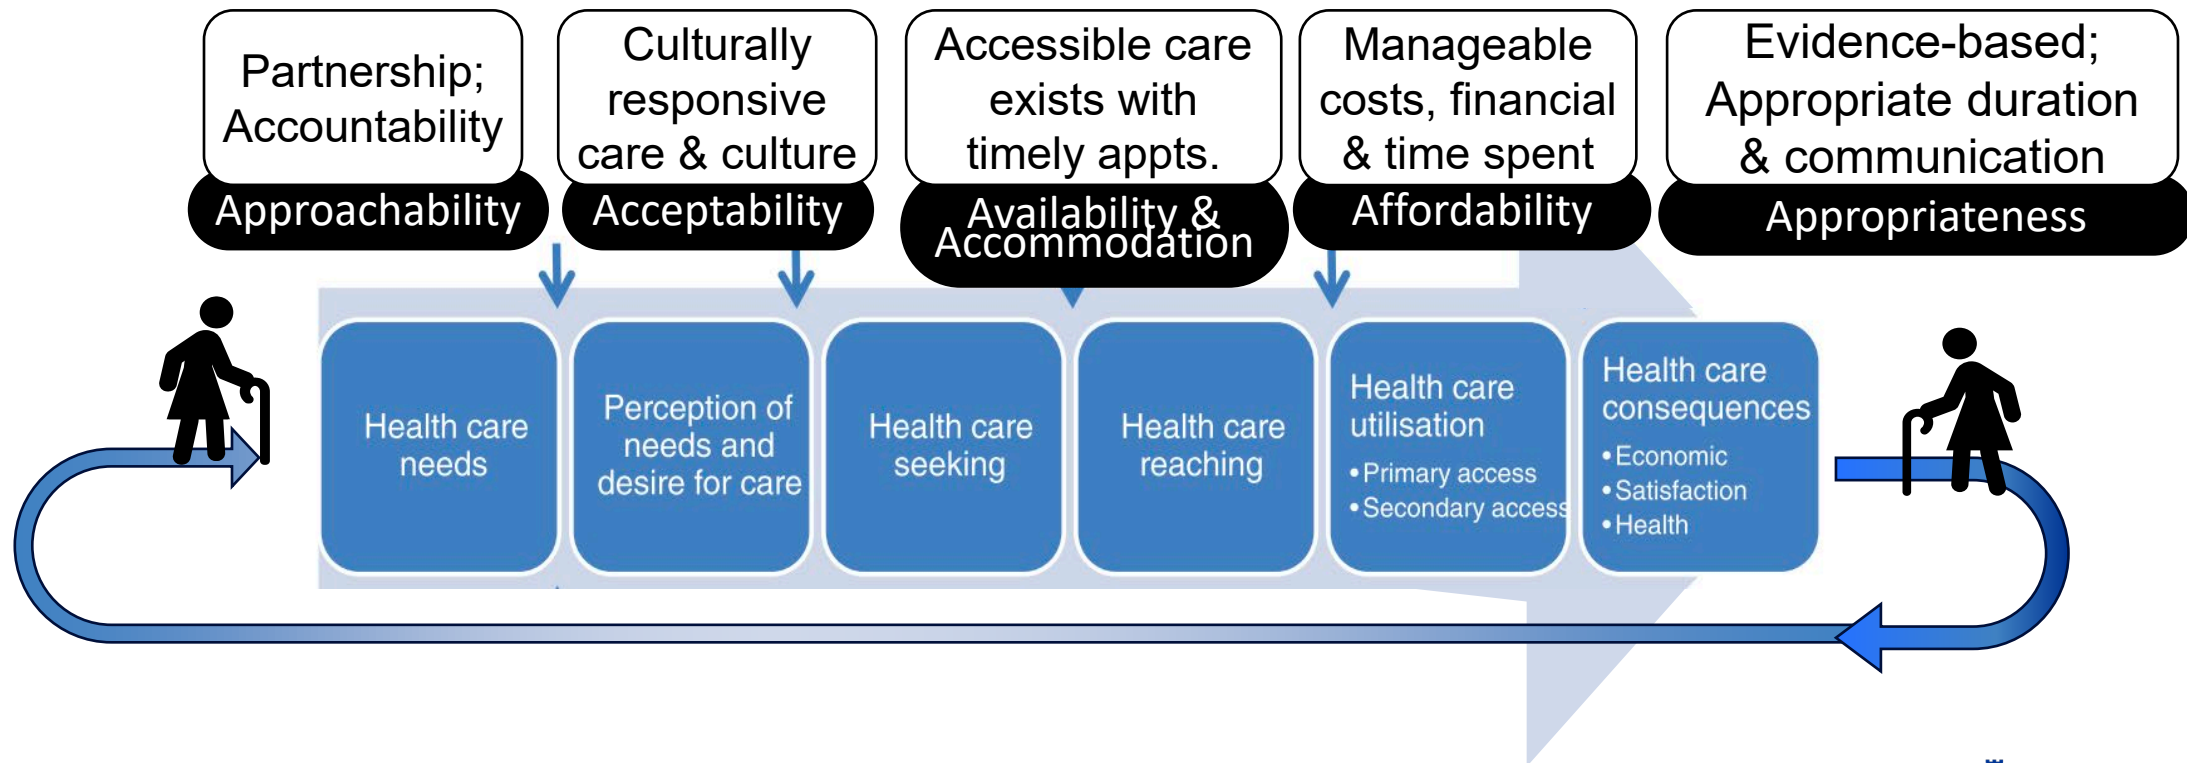 Partnership;
Accountability
Approachability
Culturally
responsive
care & culture
Acceptability
Accessible care
exists with
timely appts.
Availability &
Accommodation
Manageable
costs, financial
& time spent
Affordability
Evidence-based;
Appropriate duration
& communication
Appropriateness
Health care
needs
Perception of
needs and
desire for care
Health care
seeking
Health care
reaching
Health care
utilisation
•Primary access
•Secondary access
Health care
consequences
•Economic
•Satisfaction
•Health